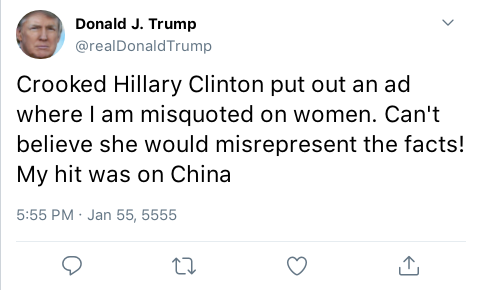 Donald J. Trump
@realDonaldTrump
Crooked Hillary Clinton put out an ad
where I am misquoted on women. Can't
believe she would misrepresent the facts!
My hit was on China
5:55 PM · Jan 55, 5555